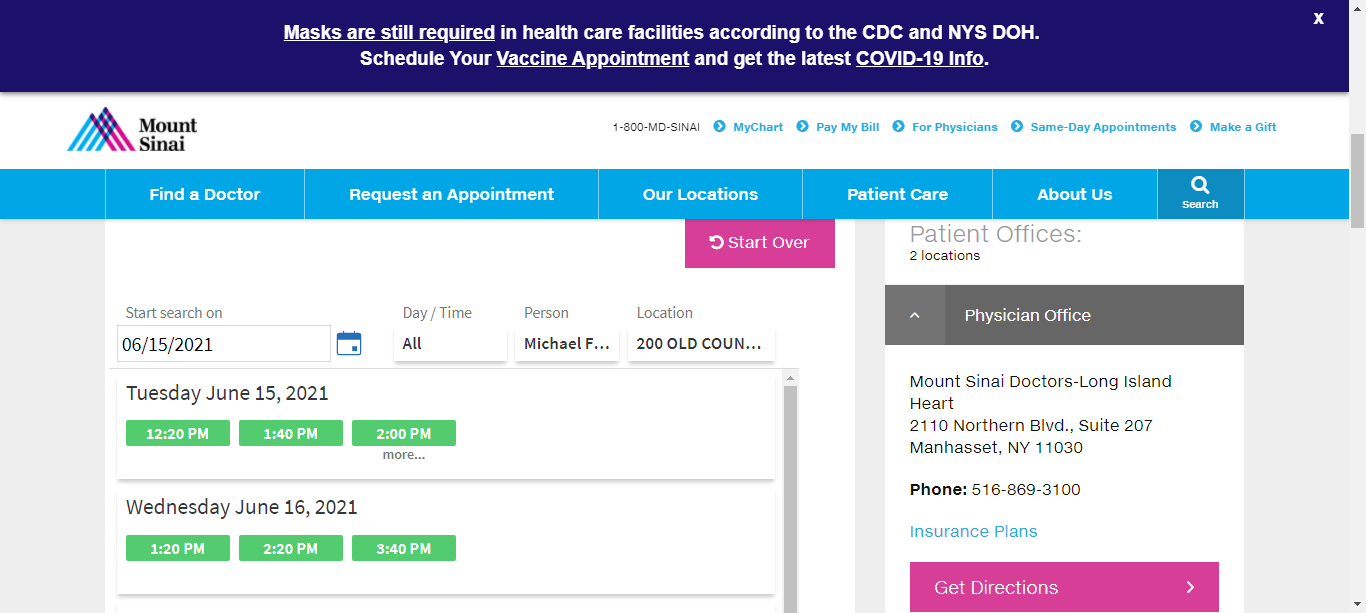 Masks are still required in health care facilities according to the CDC and NYS DOH.
Schedule Your Vaccine Appointment and get the latest COVID-19 Info.
X
Mount
Sinai
1-800-MD-SINAI MyChart Pay My Bill For Physicians Same-Day Appointments Make a Gift
Find a Doctor Request an Appointment Our Locations Patient Care About Us Search
Start Over
Start search on Day / Time Person Location
06/15/2021 All Michael F... 200 OLD COUN...
Tuesday June 15, 2021
12:20 PM 1:40 PM 2:00 PM
more...
Wednesday June 16, 2021
1:20 PM 2:20 PM 3:40 PM
Patient Offices:
2 locations
Physician Office
Mount Sinai Doctors-Long Island
Heart
2110 Northern Blvd., Suite 207
Manhasset, NY 11030
Phone: 516-869-3100
Insurance Plans
Get Directions